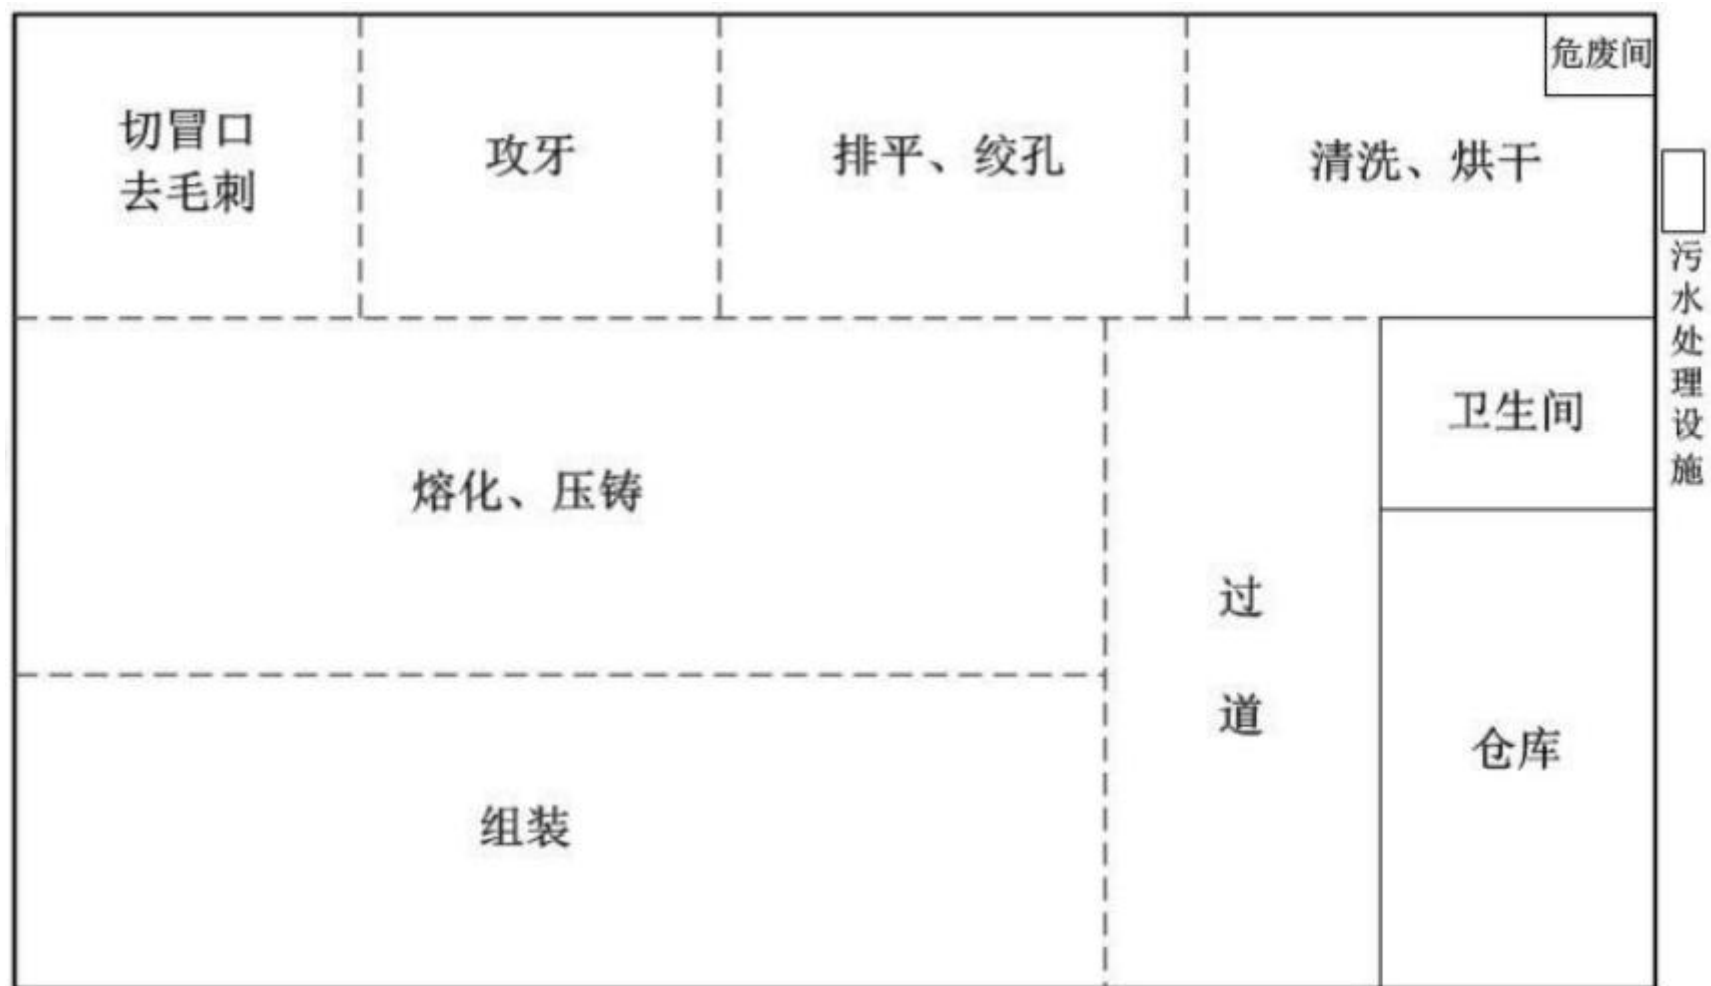 危废间
切冒口
去毛刺
攻牙
排平、绞孔
清洗、烘干
污水处理设施
卫生间
熔化、压铸
过道
仓库
组装